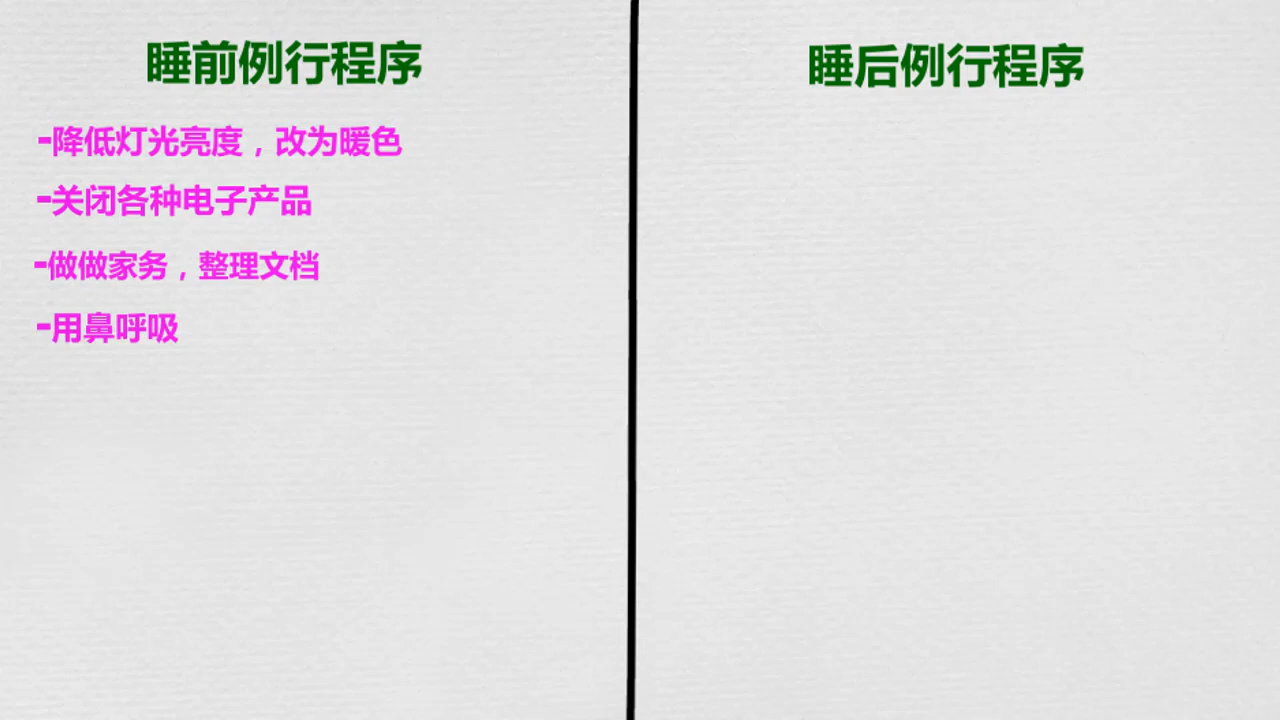 睡前例行程序
-降低灯光亮度，改为暖色
-关闭各种电子产品
-做做家务，整理文档
-用鼻呼吸
睡后例行程序